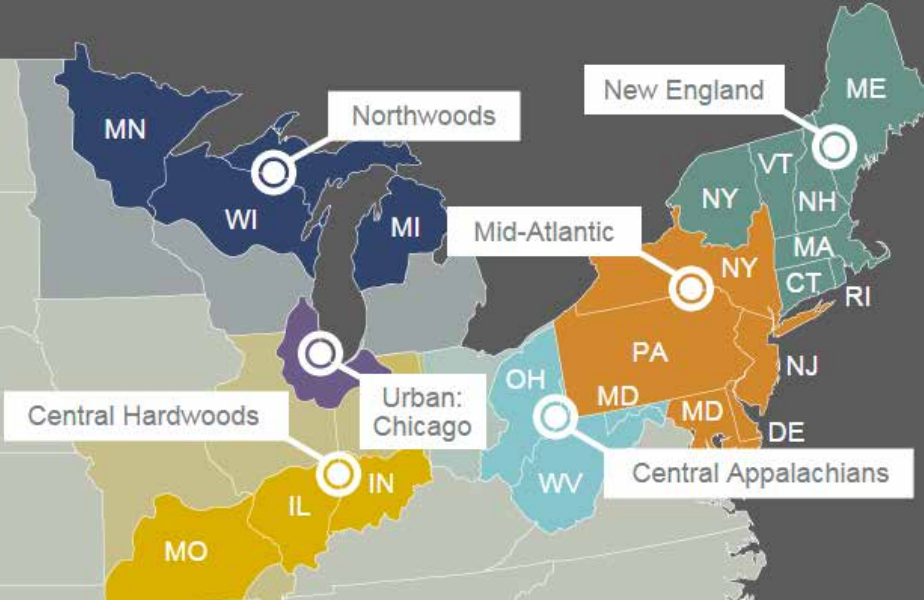 New England
ME
Northwoods
MN
VT
NY
NH
WI
MI
Mid-Atlantic
MA
NY
CT
RI
PA
NJ
OH
MD
MD
DE
Urban:
Chicago
Central Hardwoods
Central Appalachians
WV
IN
IL
MO